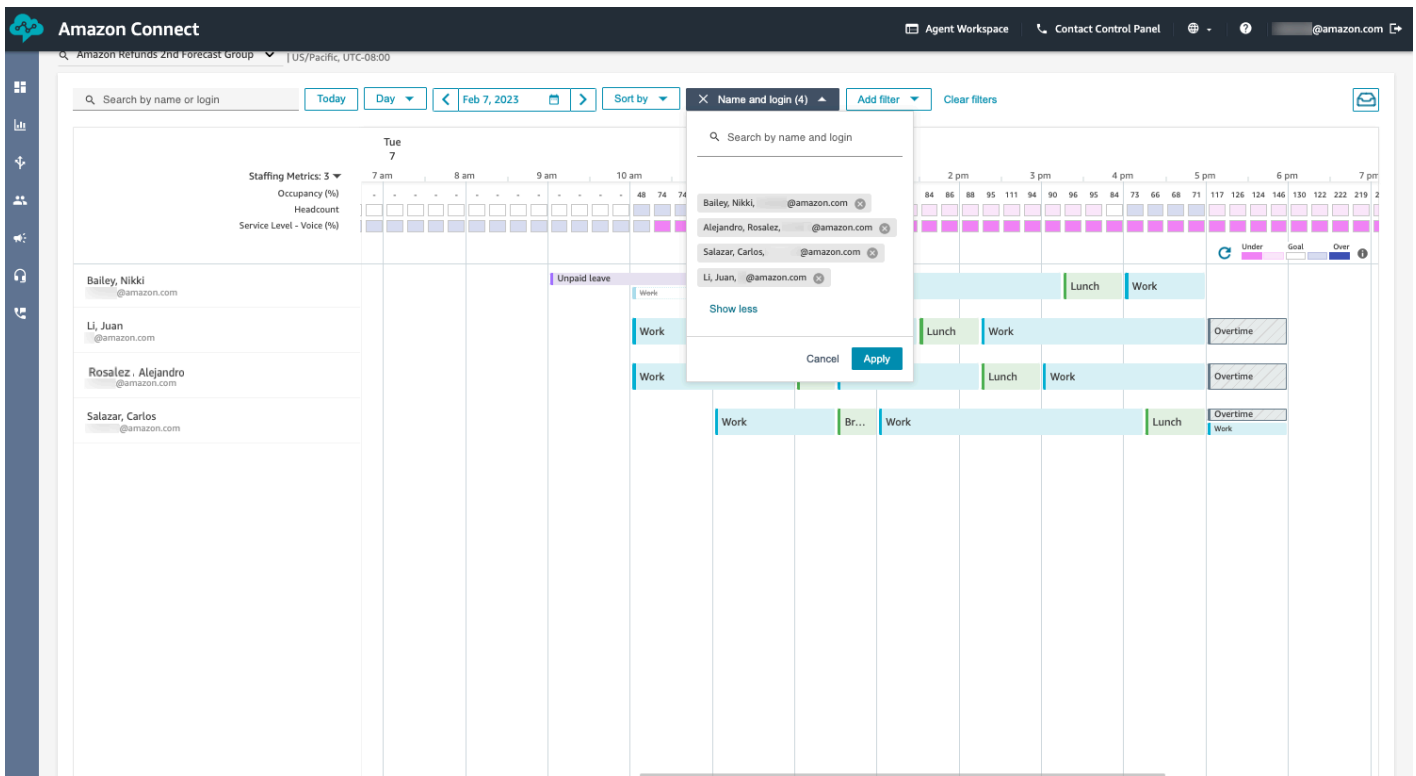 Amazon Connect
Agent Workspace
Contact Control Panel
@amazon.com
Amazon Refunds 2nd Forecast Group
US/Pacific, UTC-08:00
Search by name or login
Today
Day
Feb 7, 2023
Sort by
Name and login (4)
Add filter
Clear filters
Search by name and login
Bailey, Nikki, @amazon.com
Alejandro, Rosalez, @amazon.com
Salazar, Carlos, @amazon.com
Li, Juan, @amazon.com
Show less
Cancel
Apply
Tue
7
Staffing Metrics: 3
7 am 8 am 9 am 10 am 2 pm 3 pm 4 pm 5 pm 6 pm 7 pm
Occupancy (%) - - - - - - - - - - - - 48 74 84 86 88 95 111 94 90 96 95 84 73 66 68 71 117 126 124 146 130 122 222 219
Headcount
Service Level - Voice (%)
Under Goal Over
Bailey, Nikki
@amazon.com
Unpaid leave
Work
Lunch
Work
Li, Juan
@amazon.com
Work
Lunch
Work
Overtime
Rosalez, Alejandro
@amazon.com
Work
Lunch
Work
Overtime
Salazar, Carlos
@amazon.com
Work
Br...
Work
Lunch
Overtime
Work